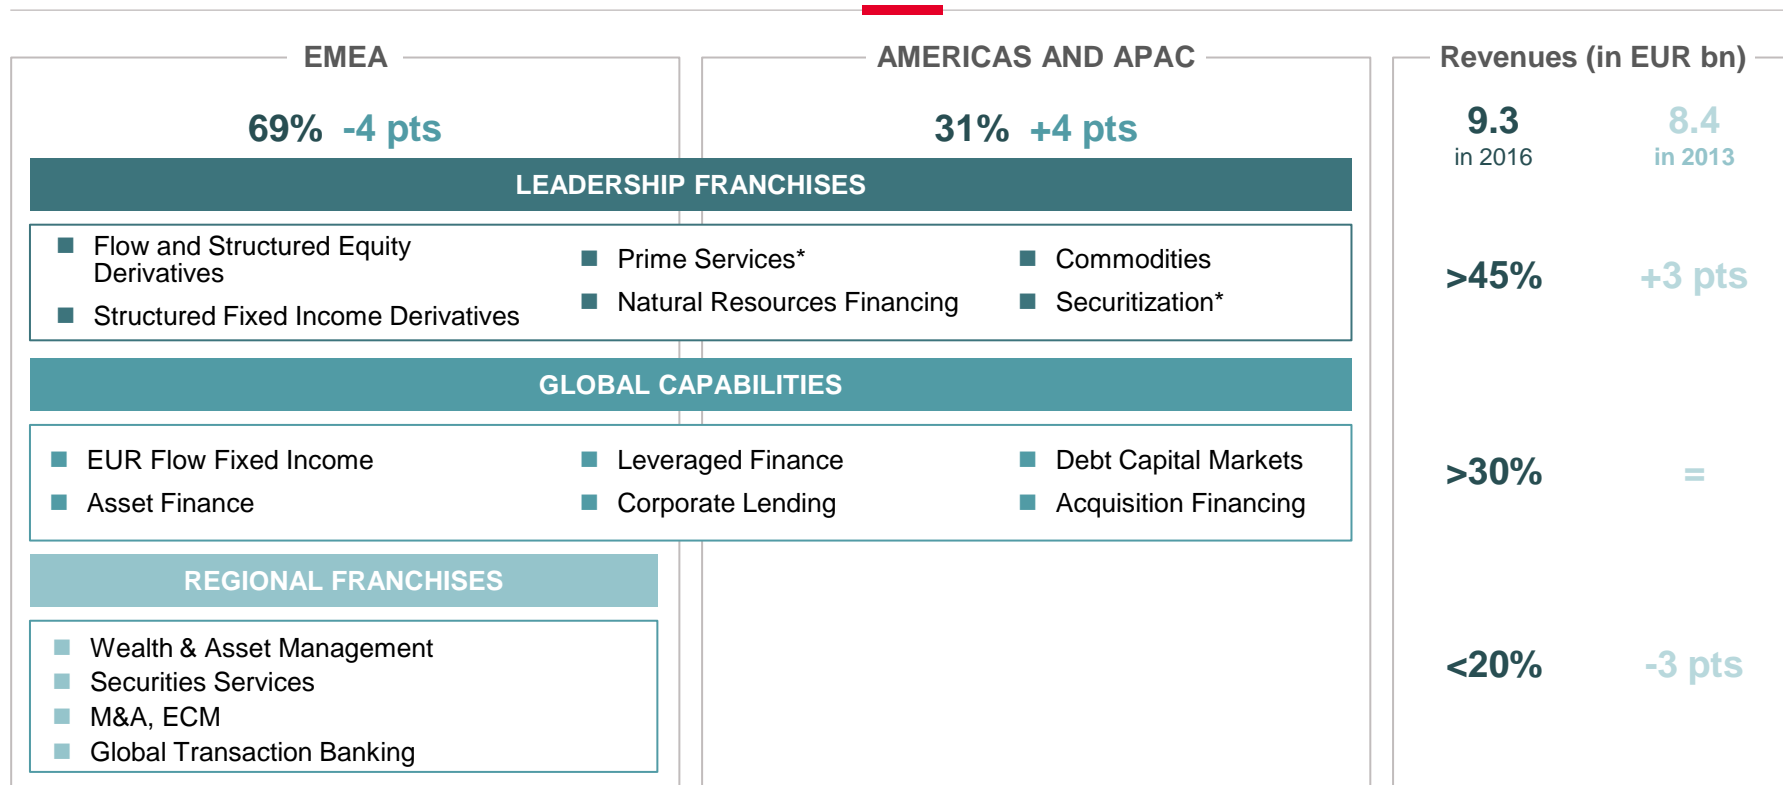 EMEA
AMERICAS AND APAC
Revenues (in EUR bn)
69% -4 pts
31% +4 pts
9.3
in 2016
8.4
in 2013
LEADERSHIP FRANCHISES
Flow and Structured Equity
Derivatives
Structured Fixed Income Derivatives
Prime Services*
Natural Resources Financing
Commodities
Securitization*
>45%
+3 pts
GLOBAL CAPABILITIES
EUR Flow Fixed Income
Asset Finance
Leveraged Finance
Corporate Lending
Debt Capital Markets
Acquisition Financing
>30%
=
REGIONAL FRANCHISES
Wealth & Asset Management
Securities Services
M&A, ECM
Global Transaction Banking
<20%
-3 pts